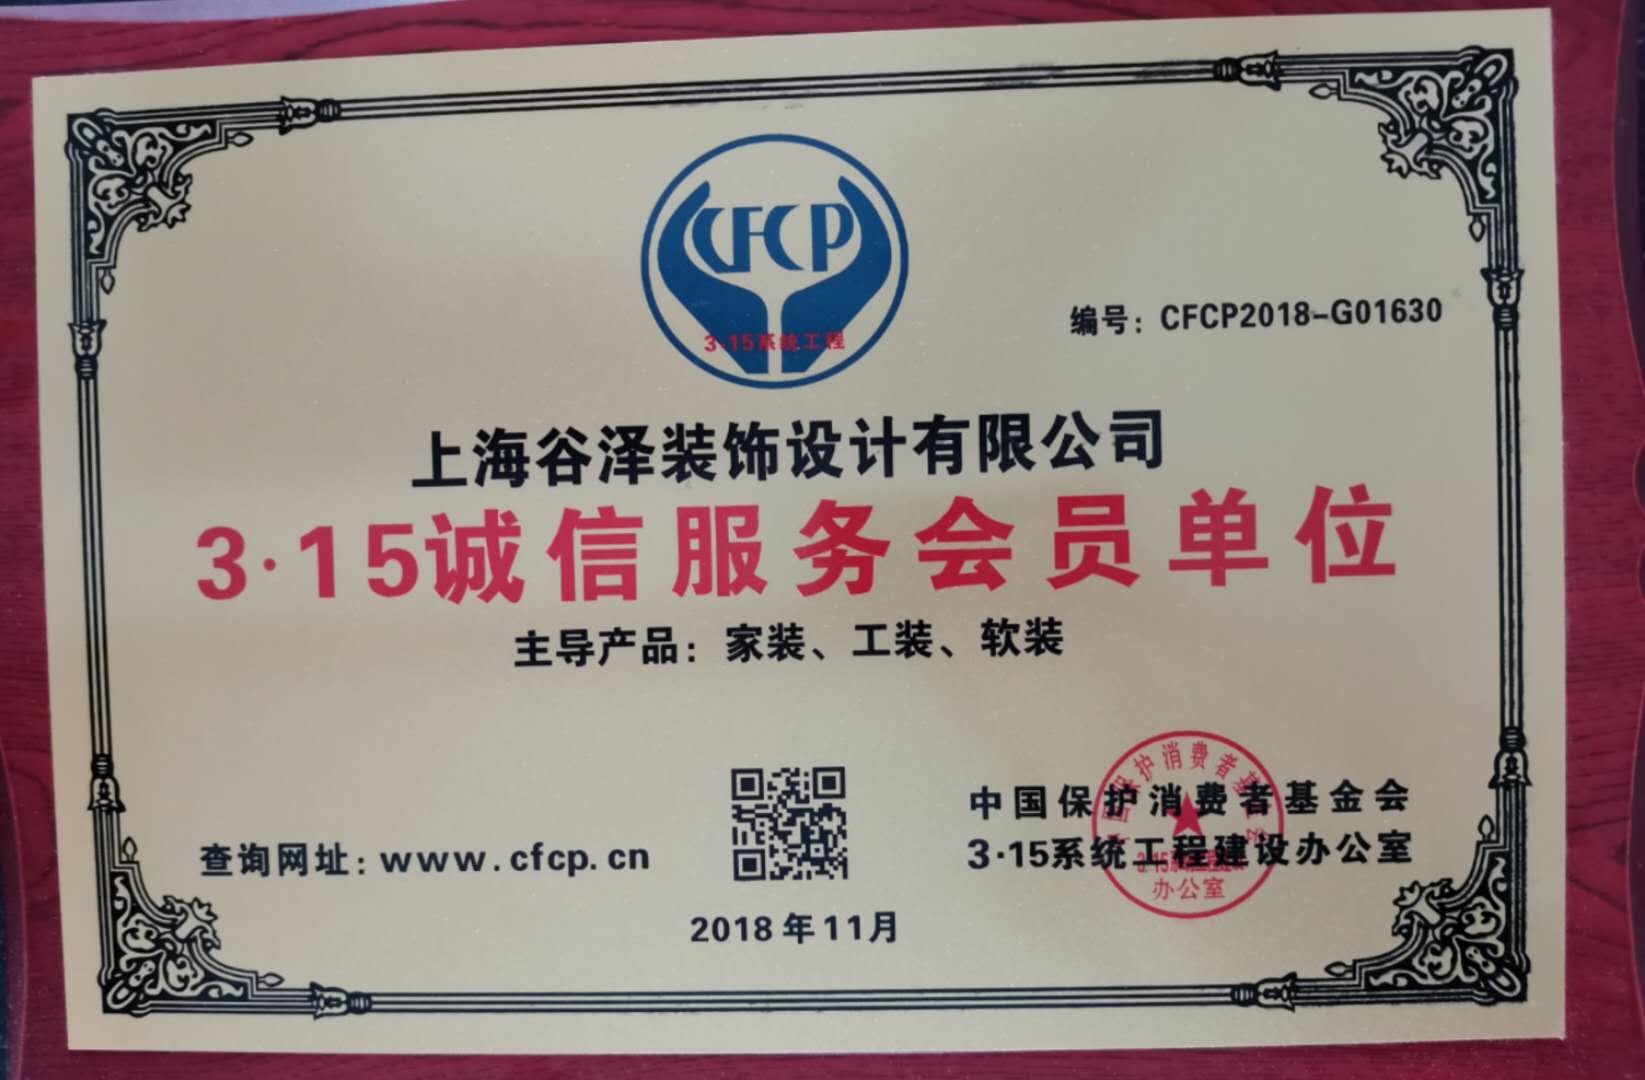 CFCP
3·15系统工程
编号：CFCP2018-G01630
上海谷泽装饰设计有限公司
3·15诚信服务会员单位
主导产品：家装、工装、软装
中国保护消费者基金会
3·15系统工程建设办公室
查询网址：www.cfcp.cn
2018年11月
办公室